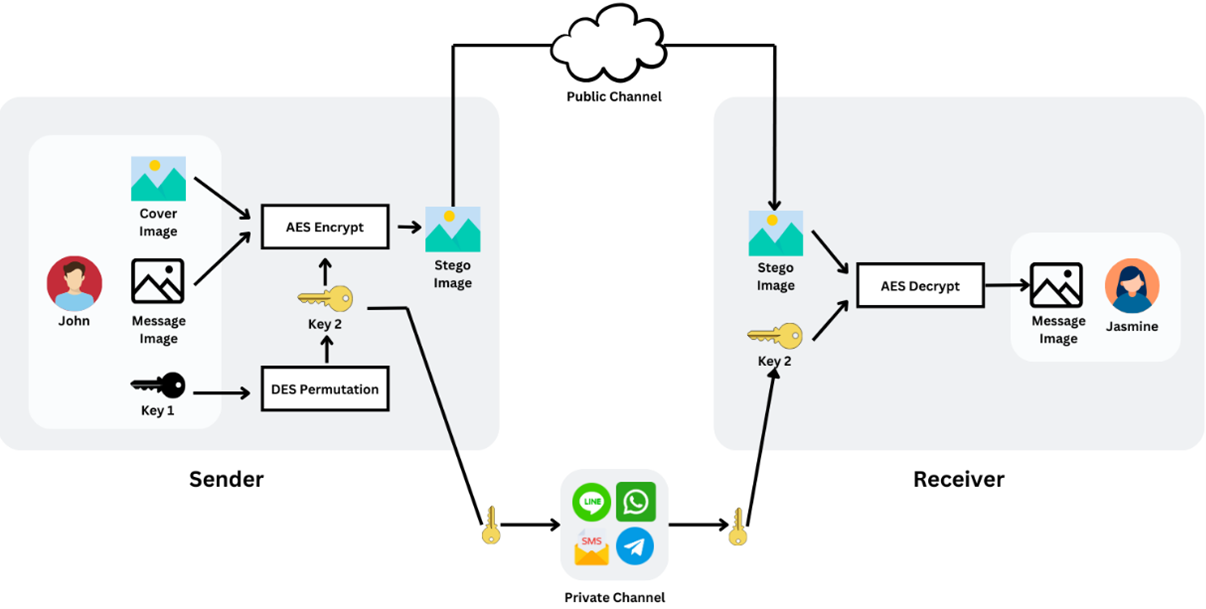 Public Channel
Cover
Image
AES Encrypt
Stego
Image
John
Message
Image
Key 2
Key 1
DES Permutation
Sender
Stego
Image
AES Decrypt
Key 2
Message
Image
Jasmine
Receiver
LINE
SMS
Private Channel